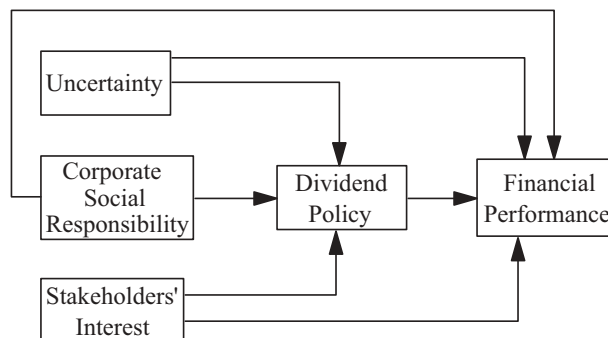 Uncertainty
Corporate
Social
Responsibility
Dividend
Policy
Financial
Performance
Stakeholders'
Interest